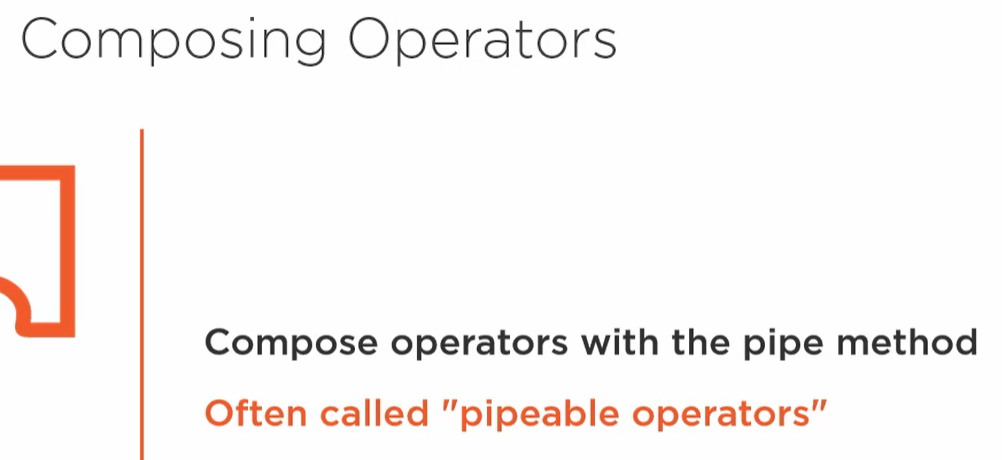 Composing Operators
Compose operators with the pipe method
Often called "pipeable operators"